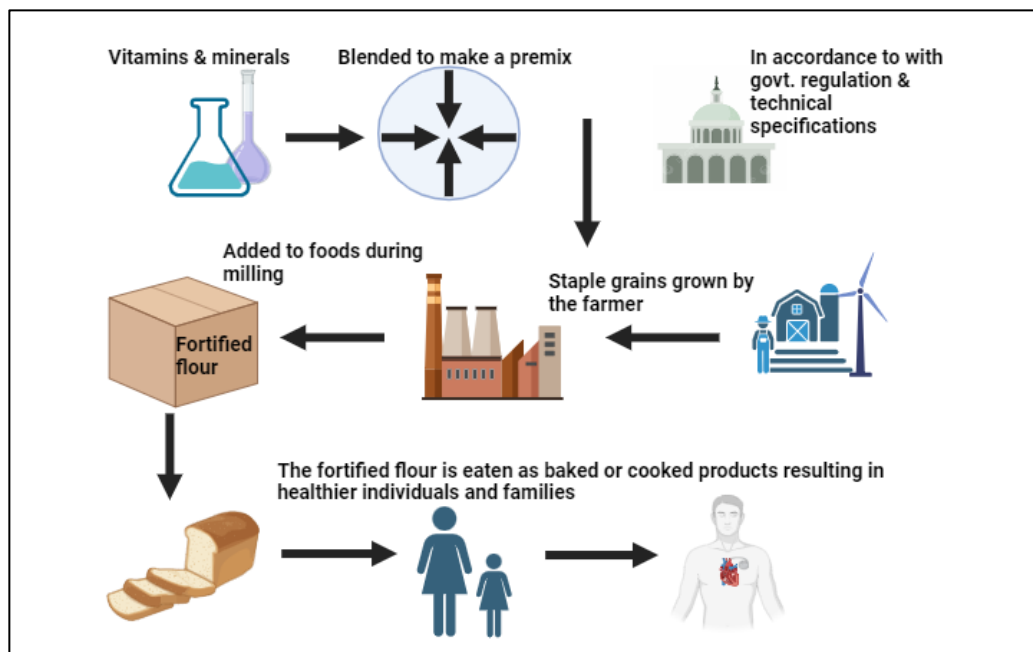 Vitamins & minerals
Blended to make a premix
In accordance to with
govt. regulation &
technical
specifications
Added to foods during
milling
Staple grains grown by
the farmer
Fortified
flour
The fortified flour is eaten as baked or cooked products resulting in
healthier individuals and families